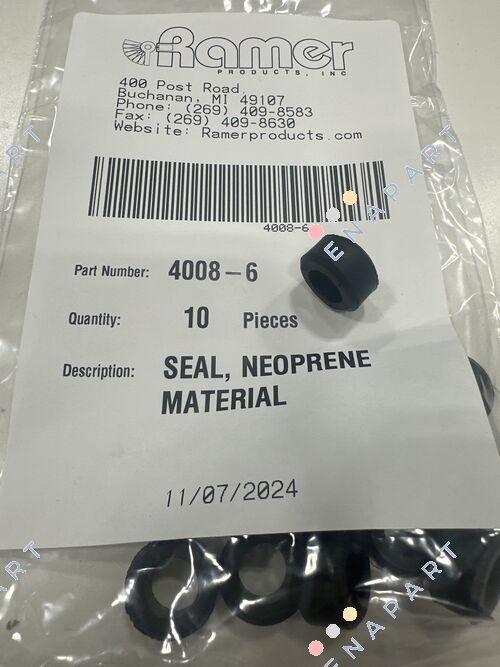 Ramer
PRODUCTS, INC
400 Post Road.
Buchanan, MI 49107
Phone: (269) 409-8583
Fax: (269) 409-8630
Website: Ramerproducts.com
4008-6
Part Number: 4008-6
Quantity: 10 Pieces
Description: SEAL, NEOPRENE
MATERIAL
11/07/2024
ENAPART
ENAPART
ENAPART
ENAPART